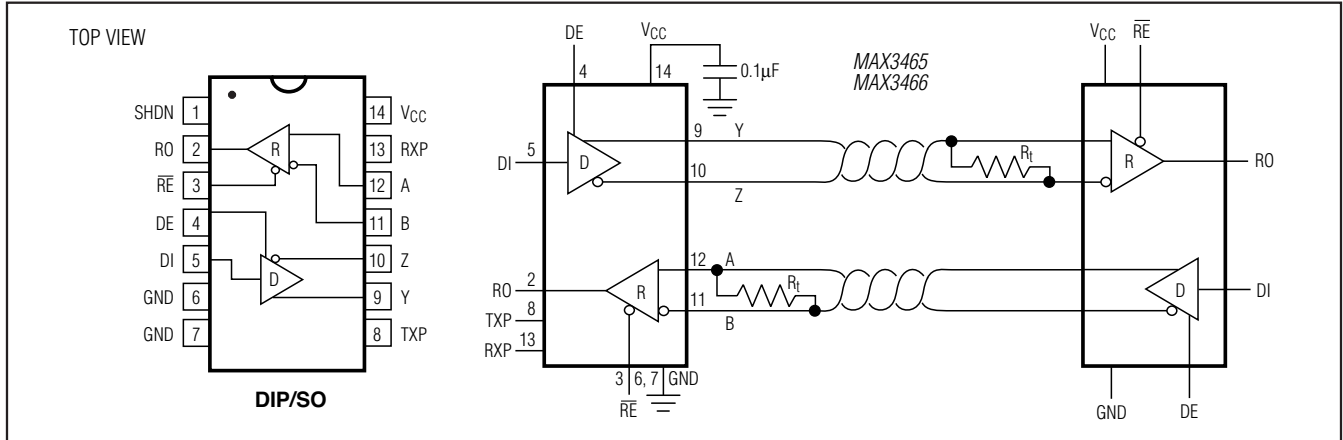 TOP VIEW
SHDN 1
RO 2
RE 3
DE 4
DI 5
GND 6
GND 7
14 VCC
13 RXP
12 A
11 B
10 Z
9 Y
8 TXP
R
D
DIP/SO
DE
4
VCC
14
0.1µF
MAX3465
MAX3466
DI 5
D
9 Y
10
Z
Rt
12 A
11
B
Rt
RO 2
R
TXP 8
RXP 13
3
RE
6, 7 GND
VCC
RE
R
RO
D
DI
GND
DE